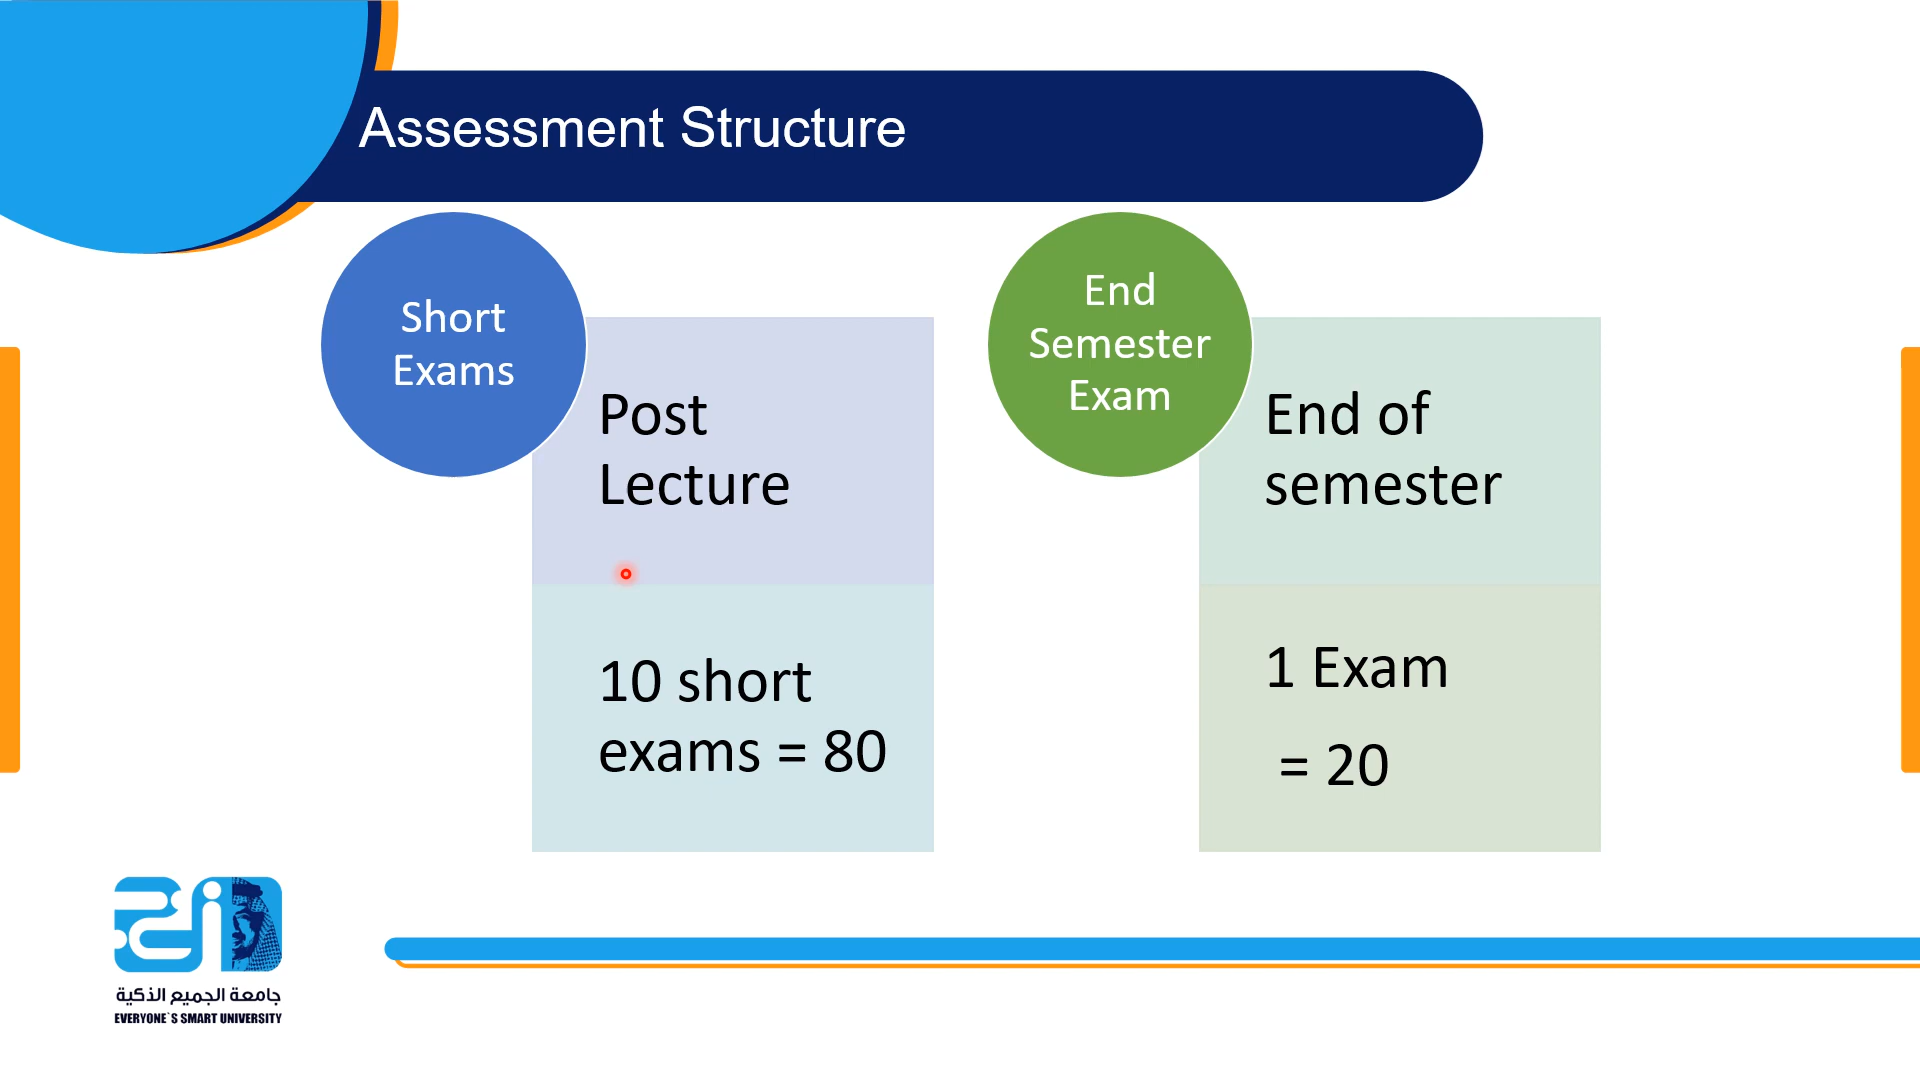 Assessment Structure
Short
Exams
Post
Lecture
10 short
exams = 80
End
Semester
Exam
End of
semester
1 Exam
= 20
جامعة الجميع الذكية
EVERYONE`S SMART UNIVERSITY